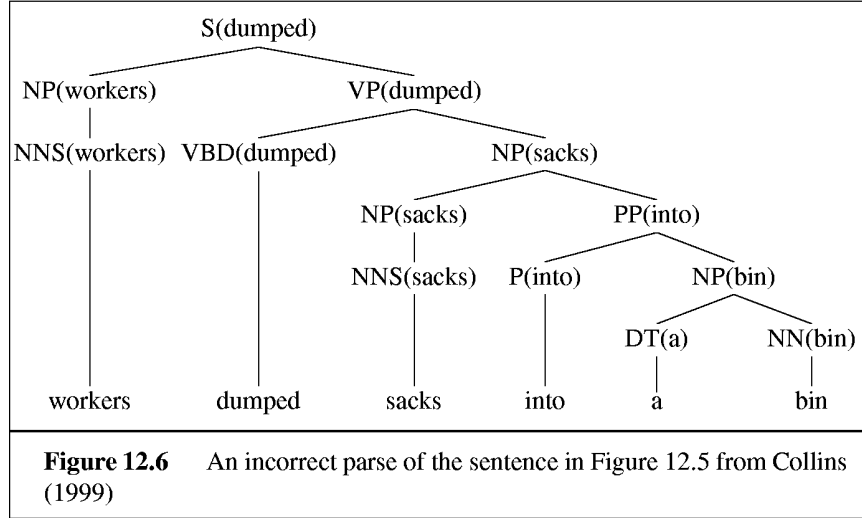 S(dumped)
NP(workers) VP(dumped)
NNS(workers) VBD(dumped) NP(sacks)
NP(sacks) PP(into)
NNS(sacks) P(into) NP(bin)
DT(a) NN(bin)
workers dumped sacks into a bin
Figure 12.6 An incorrect parse of the sentence in Figure 12.5 from Collins
(1999)